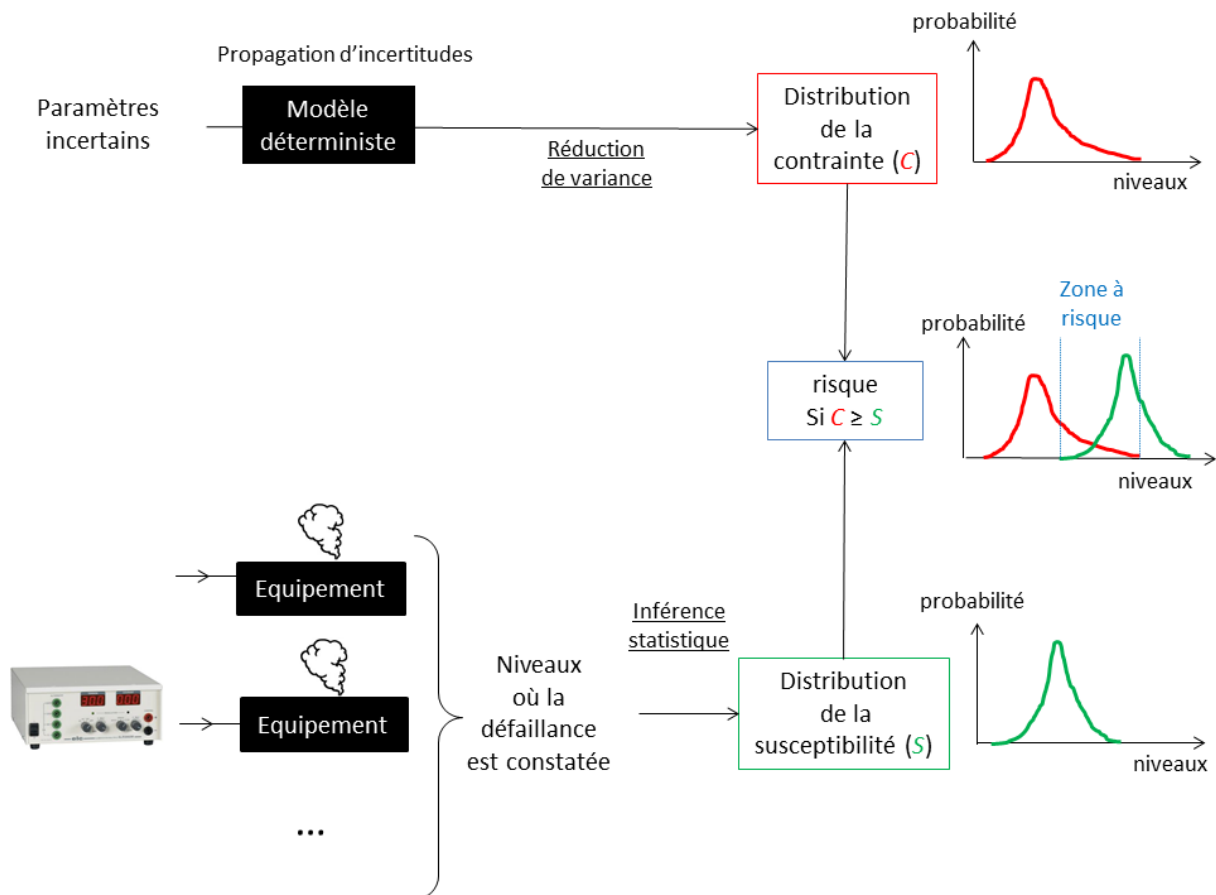 Propagation d'incertitudes
Paramètres
incertains
Modèle
déterministe
Réduction
de variance
Distribution
de la
contrainte (C)
probabilité
niveaux
risque
Si C ≥ S
Zone à
risque
probabilité
niveaux
Equipement
Equipement
...
Niveaux
où la
défaillance
est constatée
Inférence
statistique
Distribution
de la
susceptibilité (S)
probabilité
niveaux